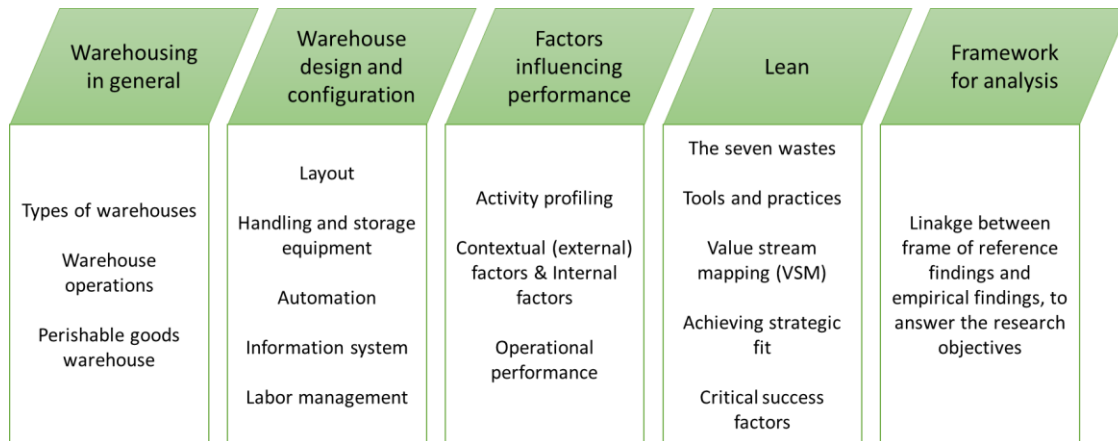 Warehousing
in general
Types of warehouses
Warehouse
operations
Perishable goods
warehouse
Warehouse
design and
configuration
Layout
Handling and storage
equipment
Automation
Information system
Labor management
Factors
influencing
performance
Activity profiling
Contextual (external)
factors & Internal
factors
Operational
performance
Lean
The seven wastes
Tools and practices
Value stream
mapping (VSM)
Achieving strategic
fit
Critical success
factors
Framework
for analysis
Linakge between
frame of reference
findings and
empirical findings, to
answer the research
objectives